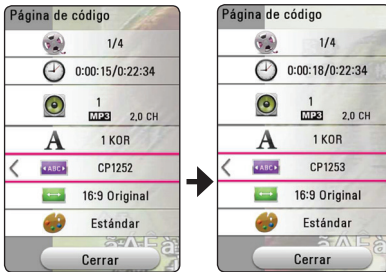 Página de código
1/4
0:00:15/0:22:34
1
MP3 2,0 CH
A 1 KOR
ABC CP1252
16:9 Original
Estándar
Cerrar
Página de código
1/4
0:00:18/0:22:34
1
MP3 2,0 CH
A 1 KOR
ABC CP1253
16:9 Original
Estándar
Cerrar